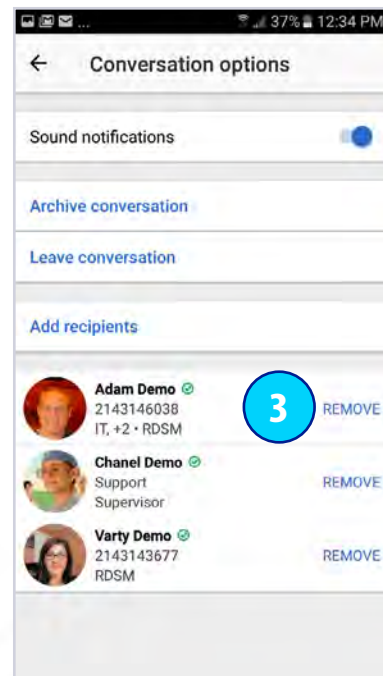 ... 37% 12:34 PM
Conversation options
Sound notifications
Archive conversation
Leave conversation
Add recipients
Adam Demo
2143146038
IT, +2 • RDSM
3 REMOVE
Chanel Demo
Support
Supervisor
REMOVE
Varty Demo
2143143677
RDSM
REMOVE